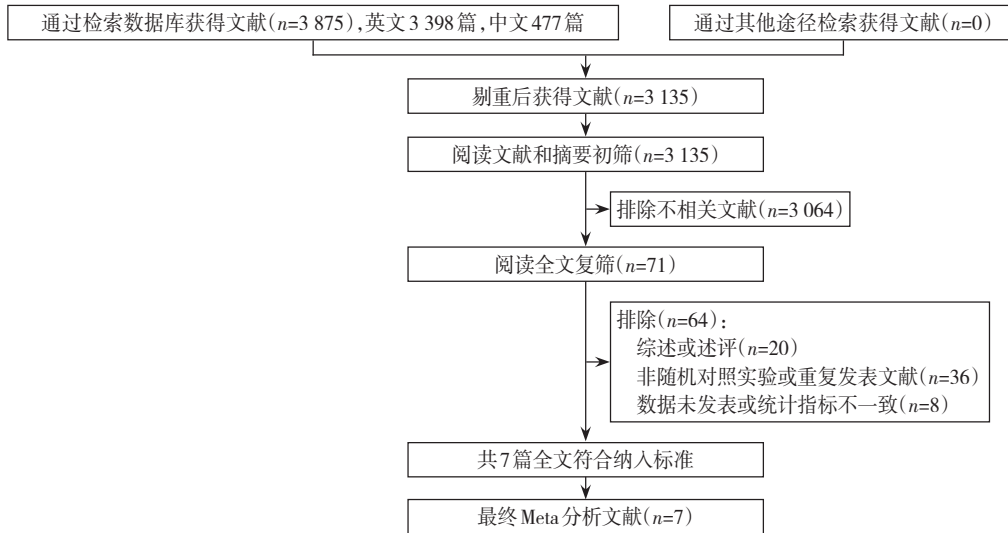 通过检索数据库获得文献(n=3 875),英文3 398篇,中文477篇
通过其他途径检索获得文献(n=0)
剔重后获得文献(n=3 135)
阅读文献和摘要初筛(n=3 135)
排除不相关文献(n=3 064)
阅读全文复筛(n=71)
排除(n=64):
综述或述评(n=20)
非随机对照实验或重复发表文献(n=36)
数据未发表或统计指标不一致(n=8)
共7篇全文符合纳入标准
最终Meta分析文献(n=7)